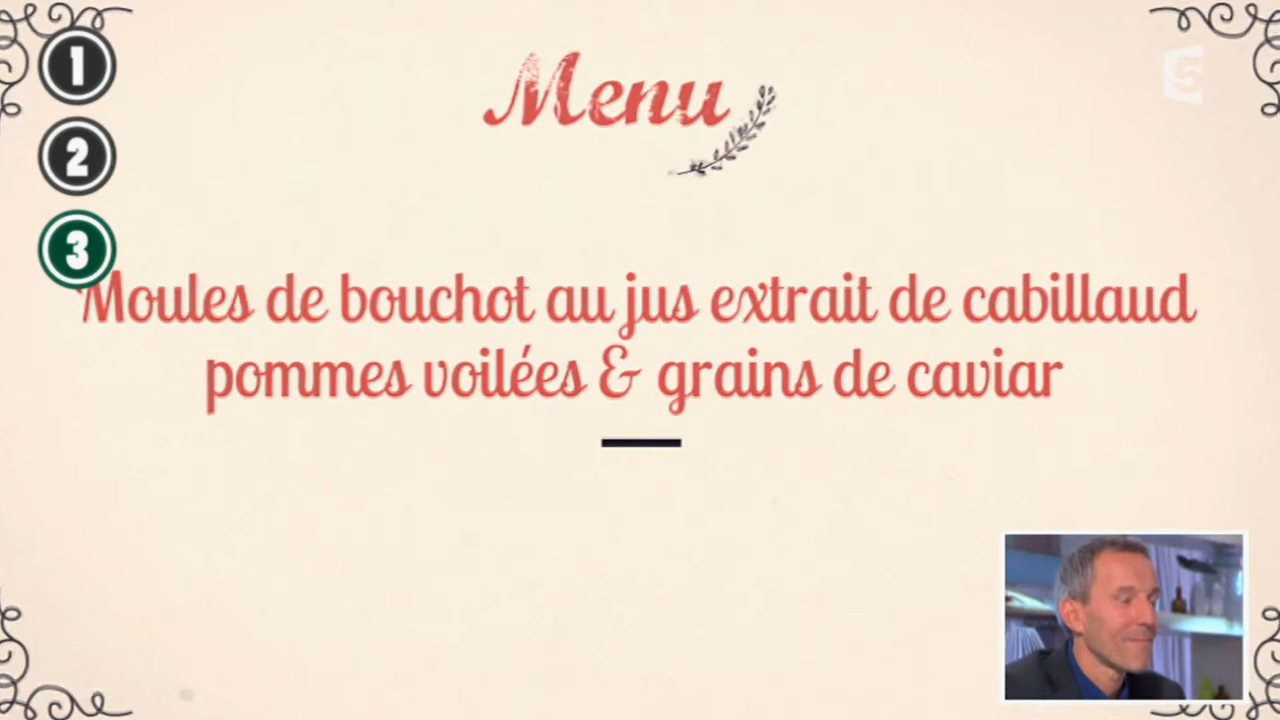 1
2
3
5
Menu
Moules de bouchot au jus extrait de cabillaud
pommes voilées & grains de caviar